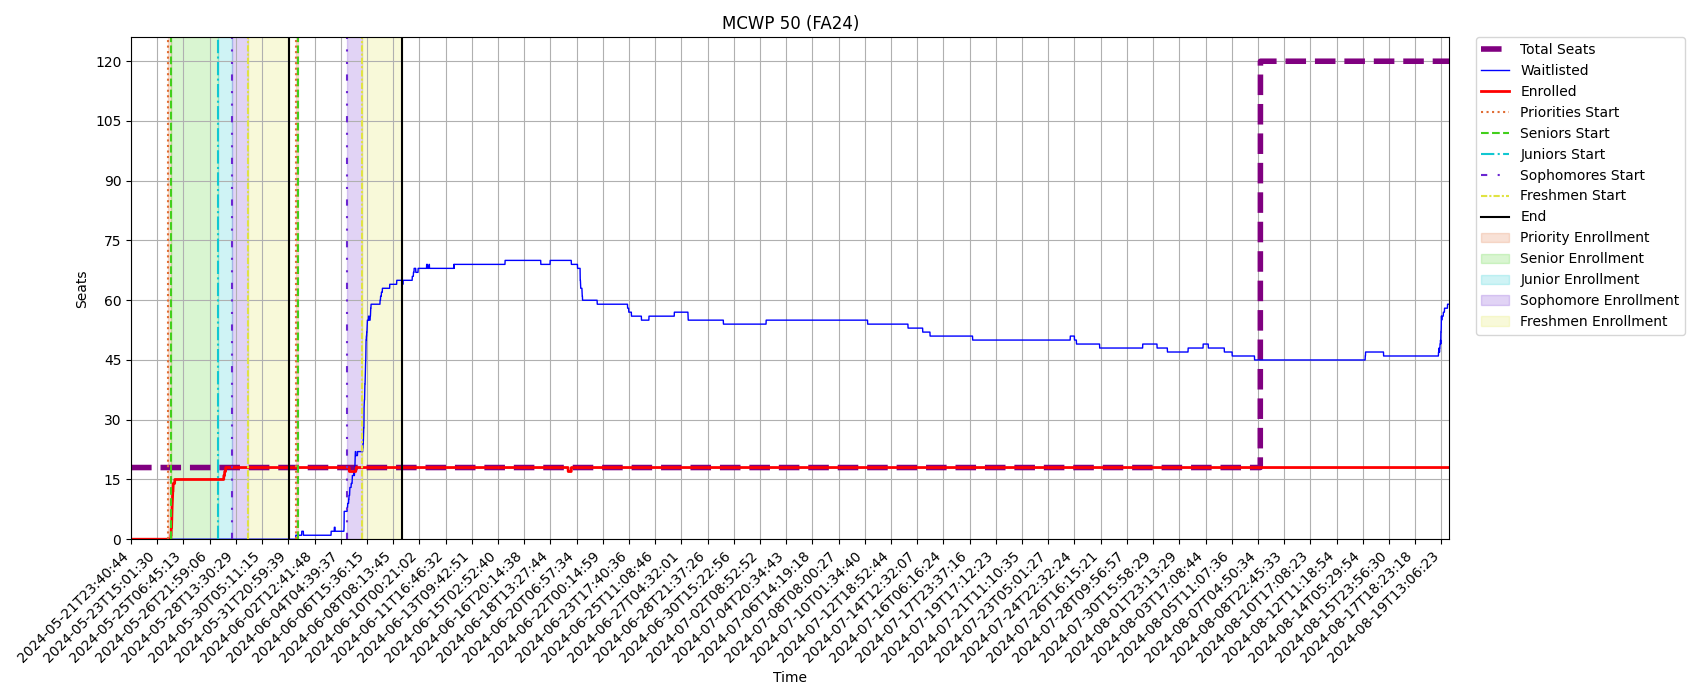 MCWP 50 (FA24)
Seats
120
105
90
75
60
45
30
15
0
2024-05-21T23:40:44
2024-05-23T15:01:30
2024-05-25T06:45:13
2024-05-26T21:59:06
2024-05-28T13:30:29
2024-05-30T05:11:15
2024-05-31T20:59:39
2024-06-02T12:41:48
2024-06-04T04:39:37
2024-06-06T15:36:15
2024-06-08T08:13:45
2024-06-10T00:21:02
2024-06-11T16:46:32
2024-06-13T09:42:51
2024-06-15T02:52:40
2024-06-16T20:14:38
2024-06-18T13:27:44
2024-06-20T06:57:34
2024-06-22T00:14:59
2024-06-23T17:40:36
2024-06-25T11:08:46
2024-06-27T04:32:01
2024-06-28T21:37:26
2024-06-30T15:22:56
2024-07-02T08:52:52
2024-07-04T20:34:43
2024-07-06T14:19:18
2024-07-08T08:00:27
2024-07-10T01:34:40
2024-07-12T18:52:44
2024-07-14T12:32:07
2024-07-16T06:16:24
2024-07-17T23:37:16
2024-07-19T17:12:23
2024-07-21T11:10:35
2024-07-23T05:01:27
2024-07-24T22:32:24
2024-07-26T16:15:21
2024-07-28T09:56:57
2024-07-30T15:58:29
2024-08-01T23:13:29
2024-08-03T17:08:44
2024-08-05T11:07:36
2024-08-07T04:50:34
2024-08-08T22:45:33
2024-08-10T17:08:23
2024-08-12T11:18:54
2024-08-14T05:29:54
2024-08-15T23:56:30
2024-08-17T18:23:18
2024-08-19T13:06:23
Time
Total Seats
Waitlisted
Enrolled
Priorities Start
Seniors Start
Juniors Start
Sophomores Start
Freshmen Start
End
Priority Enrollment
Senior Enrollment
Junior Enrollment
Sophomore Enrollment
Freshmen Enrollment